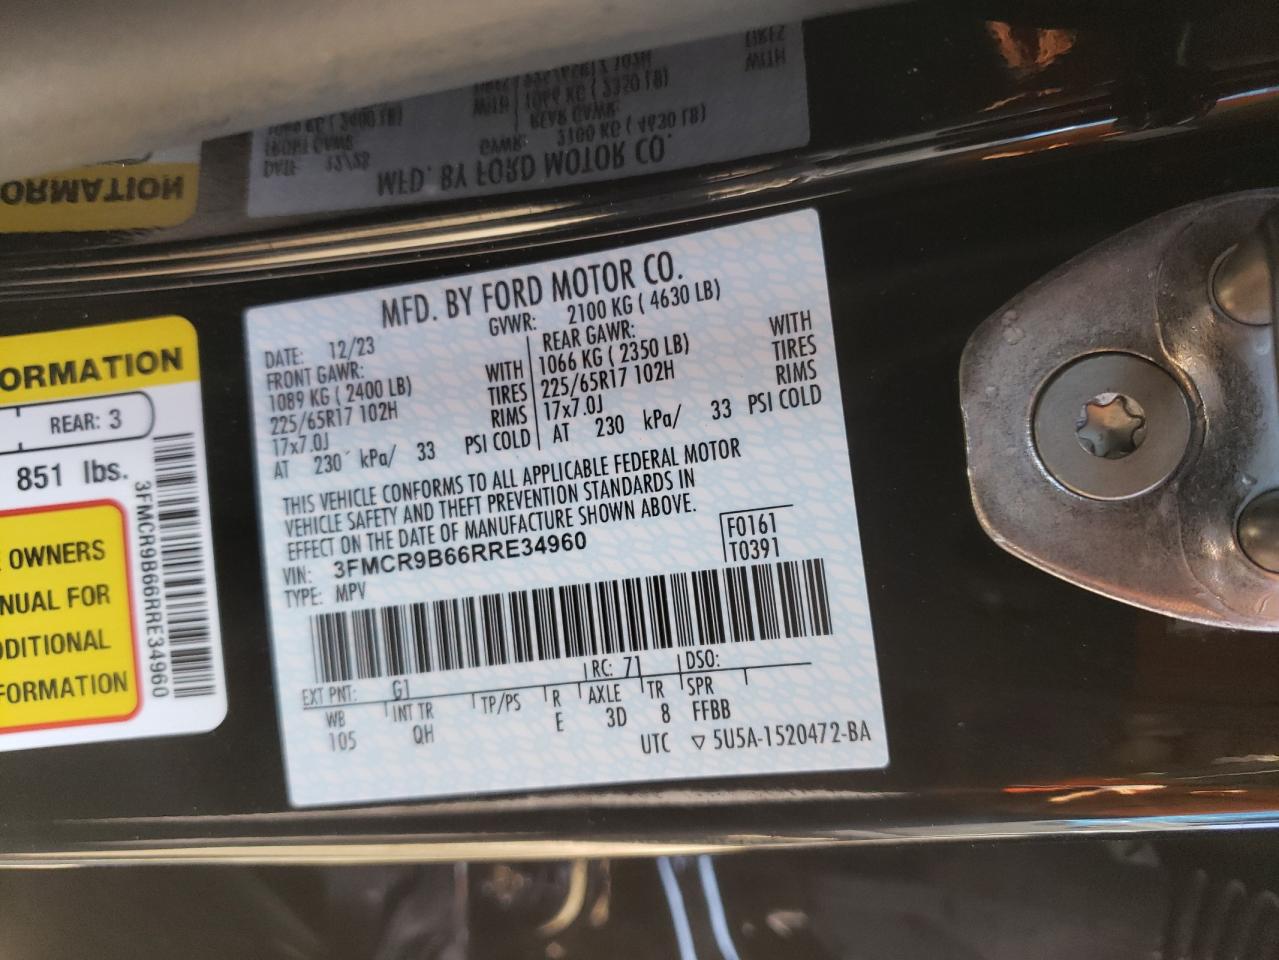 MFD. BY FORD MOTOR CO.
DATE: 12/23 GVWR: 2100 KG ( 4630 LB)
FRONT GAWR: REAR GAWR:
1089 KG ( 2400 LB) WITH 1066 KG ( 2350 LB) WITH
225/65R17 102H TIRES 225/65R17 102H TIRES
17x7.0J RIMS 17x7.0J RIMS
AT 230 kPa/ 33 PSI COLD AT 230 kPa/ 33 PSI COLD
THIS VEHICLE CONFORMS TO ALL APPLICABLE FEDERAL MOTOR
VEHICLE SAFETY AND THEFT PREVENTION STANDARDS IN
EFFECT ON THE DATE OF MANUFACTURE SHOWN ABOVE.
VIN: 3FMCR9B66RRE34960 F0161
TYPE: MPV T0391
EXT PNT: G1 RC: 71 DSO:
WB INT TR TP/PS R AXLE TR SPR
105 QH E 3D 8 FFBB
UTC ▽ 5U5A-1520472-BA
ORMATION
REAR: 3
851 lbs.
OWNERS
NUAL FOR
DDITIONAL
FORMATION
3FMCR9B66RRE34960